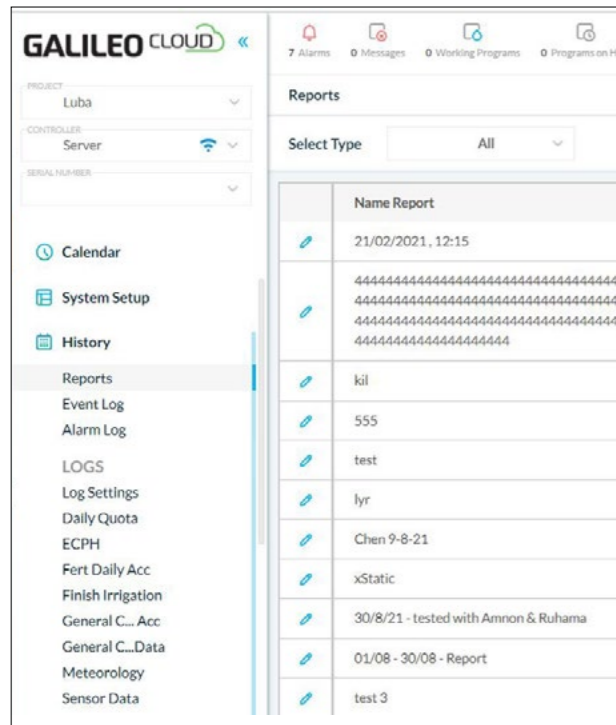 GALILEO CLOUD «
7 Alarms 0 Messages 0 Working Programs 0 Programs on H
PROJECT
Luba
CONTROLLER
Server
SERIAL NUMBER
Calendar
System Setup
History
Reports
Event Log
Alarm Log
LOGS
Log Settings
Daily Quota
ECPH
Fert Daily Acc
Finish Irrigation
General C... Acc
General C...Data
Meteorology
Sensor Data
Reports
Select Type All
Name Report
21/02/2021, 12:15
kil
555
test
lyr
Chen 9-8-21
xStatic
30/8/21 - tested with Amnon & Ruhama
01/08 - 30/08 - Report
test 3